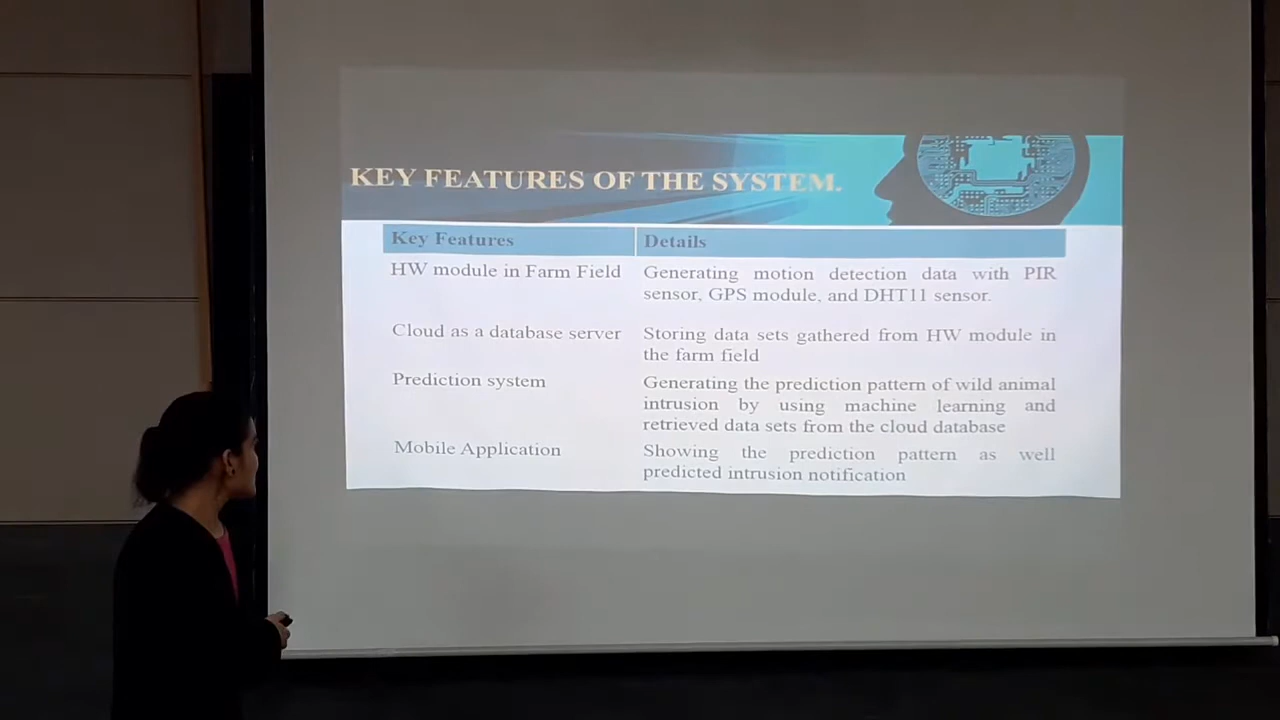 KEY FEATURES OF THE SYSTEM.
Key Features Details
HW module in Farm Field Generating motion detection data with PIR
sensor, GPS module, and DHT11 sensor.
Cloud as a database server Storing data sets gathered from HW module in
the farm field
Prediction system Generating the prediction pattern of wild animal
intrusion by using machine learning and
retrieved data sets from the cloud database
Mobile Application Showing the prediction pattern as well
predicted intrusion notification